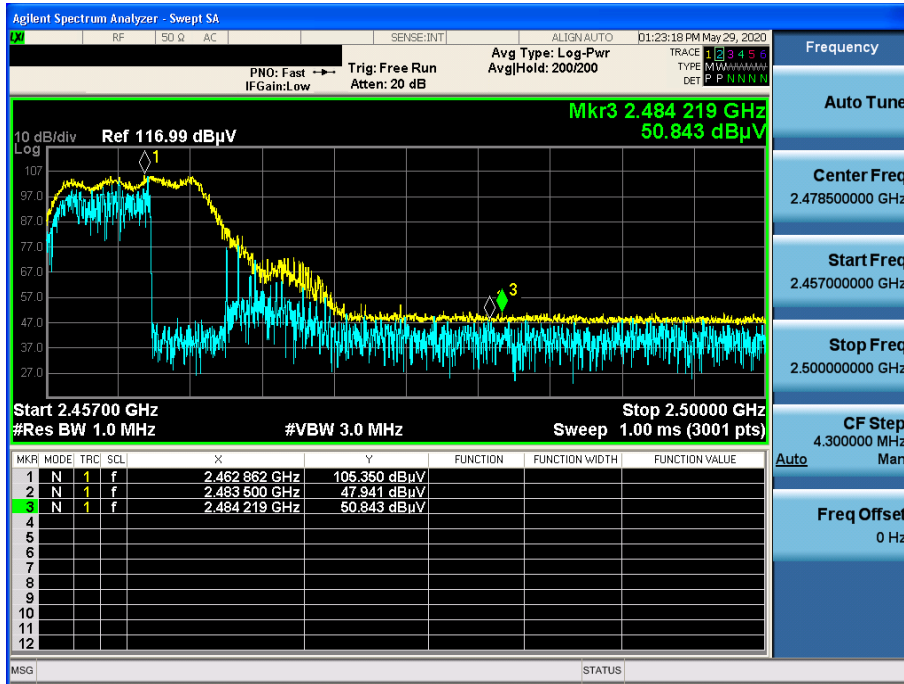 Agilent Spectrum Analyzer - Swept SA
LXI RF 50 Ω AC SENSE:INT ALIGN AUTO 01:23:18 PM May 29, 2020
PNO: Fast Trig: Free Run Avg Type: Log-Pwr TRACE 1 2 3 4 5 6
IFGain:Low Atten: 20 dB Avg|Hold: 200/200 TYPE MWWWWW
DET P P N N N N
Frequency
Mkr3 2.484 219 GHz
50.843 dBµV
10 dB/div Ref 116.99 dBµV
Log
107
97.0
87.0
77.0
67.0
57.0
47.0
37.0
27.0
1
3
Start 2.45700 GHz Stop 2.50000 GHz
#Res BW 1.0 MHz #VBW 3.0 MHz Sweep 1.00 ms (3001 pts)
MKR MODE TRC SCL X Y FUNCTION FUNCTION WIDTH FUNCTION VALUE
1 N 1 f 2.462 862 GHz 105.350 dBµV
2 N 1 f 2.483 500 GHz 47.941 dBµV
3 N 1 f 2.484 219 GHz 50.843 dBµV
4
5
6
7
8
9
10
11
12
Auto Tune
Center Freq
2.478500000 GHz
Start Freq
2.457000000 GHz
Stop Freq
2.500000000 GHz
CF Step
4.300000 MHz
Auto Man
Freq Offset
0 Hz
MSG STATUS